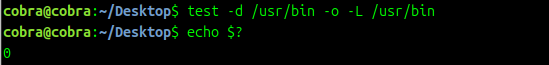 cobra@cobra:~/Desktop$ test -d /usr/bin -o -L /usr/bin
cobra@cobra:~/Desktop$ echo $?
0